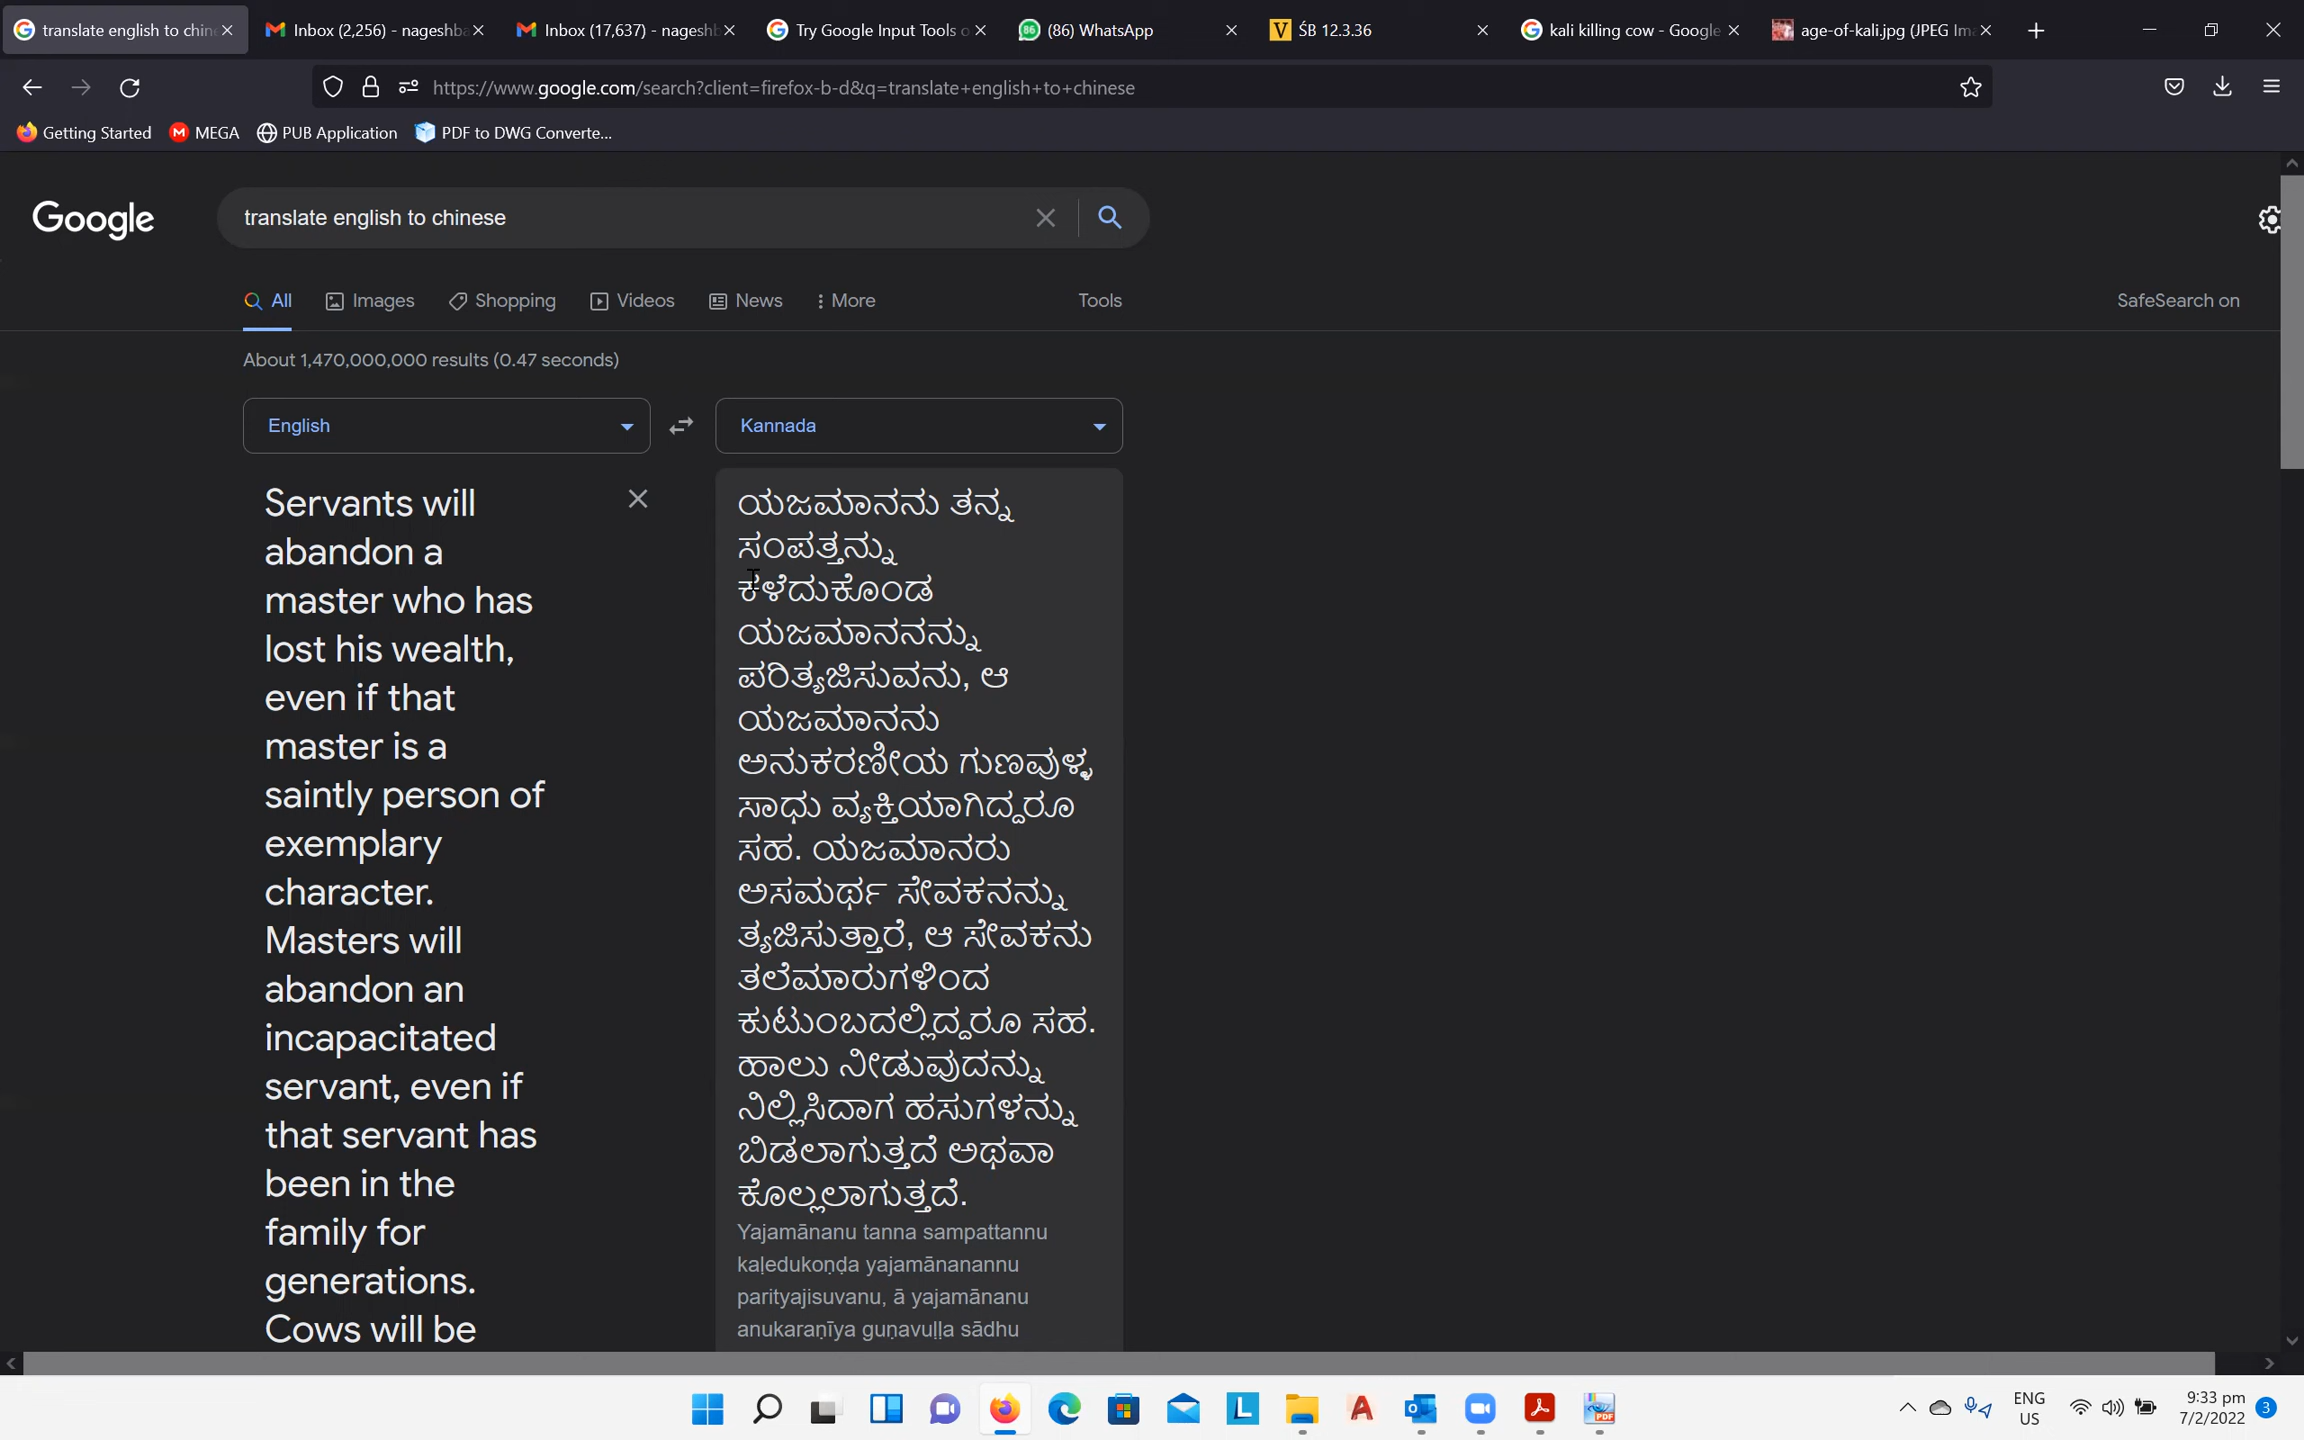 translate english to chin
Inbox (2,256) - nageshba
Inbox (17,637) - nageshb
Try Google Input Tools o
(86) WhatsApp
ŚB 12.3.36
kali killing cow - Google
age-of-kali.jpg (JPEG Ima
https://www.google.com/search?client=firefox-b-d&q=translate+english+to+chinese
Getting Started
MEGA
PUB Application
PDF to DWG Converte...
Google
translate english to chinese
All
Images
Shopping
Videos
News
More
Tools
SafeSearch on
About 1,470,000,000 results (0.47 seconds)
English
Kannada
Servants will
abandon a
master who has
lost his wealth,
even if that
master is a
saintly person of
exemplary
character.
Masters will
abandon an
incapacitated
servant, even if
that servant has
been in the
family for
generations.
Cows will be
ಯಜಮಾನನು ತನ್ನ
ಸಂಪತ್ತನ್ನು
ಕಳೆದುಕೊಂಡ
ಯಜಮಾನನನ್ನು
ಪರಿತ್ಯಜಿಸುವನು, ಆ
ಯಜಮಾನನು
ಅನುಕರಣೀಯ ಗುಣವುಳ್ಳ
ಸಾಧು ವ್ಯಕ್ತಿಯಾಗಿದ್ದರೂ
ಸಹ. ಯಜಮಾನರು
ಅಸಮರ್ಥ ಸೇವಕನನ್ನು
ತ್ಯಜಿಸುತ್ತಾರೆ, ಆ ಸೇವಕನು
ತಲೆಮಾರುಗಳಿಂದ
ಕುಟುಂಬದಲ್ಲಿದ್ದರೂ ಸಹ.
ಹಾಲು ನೀಡುವುದನ್ನು
ನಿಲ್ಲಿಸಿದಾಗ ಹಸುಗಳನ್ನು
ಬಿಡಲಾಗುತ್ತದೆ ಅಥವಾ
ಕೊಲ್ಲಲಾಗುತ್ತದೆ.
Yajamānanu tanna sampattannu
kaḷedukoṇḍa yajamānanannu
parityajisuvanu, ā yajamānanu
anukaraṇīya guṇavuḷḷa sādhu
ENG
US
9:33 pm
7/2/2022
3